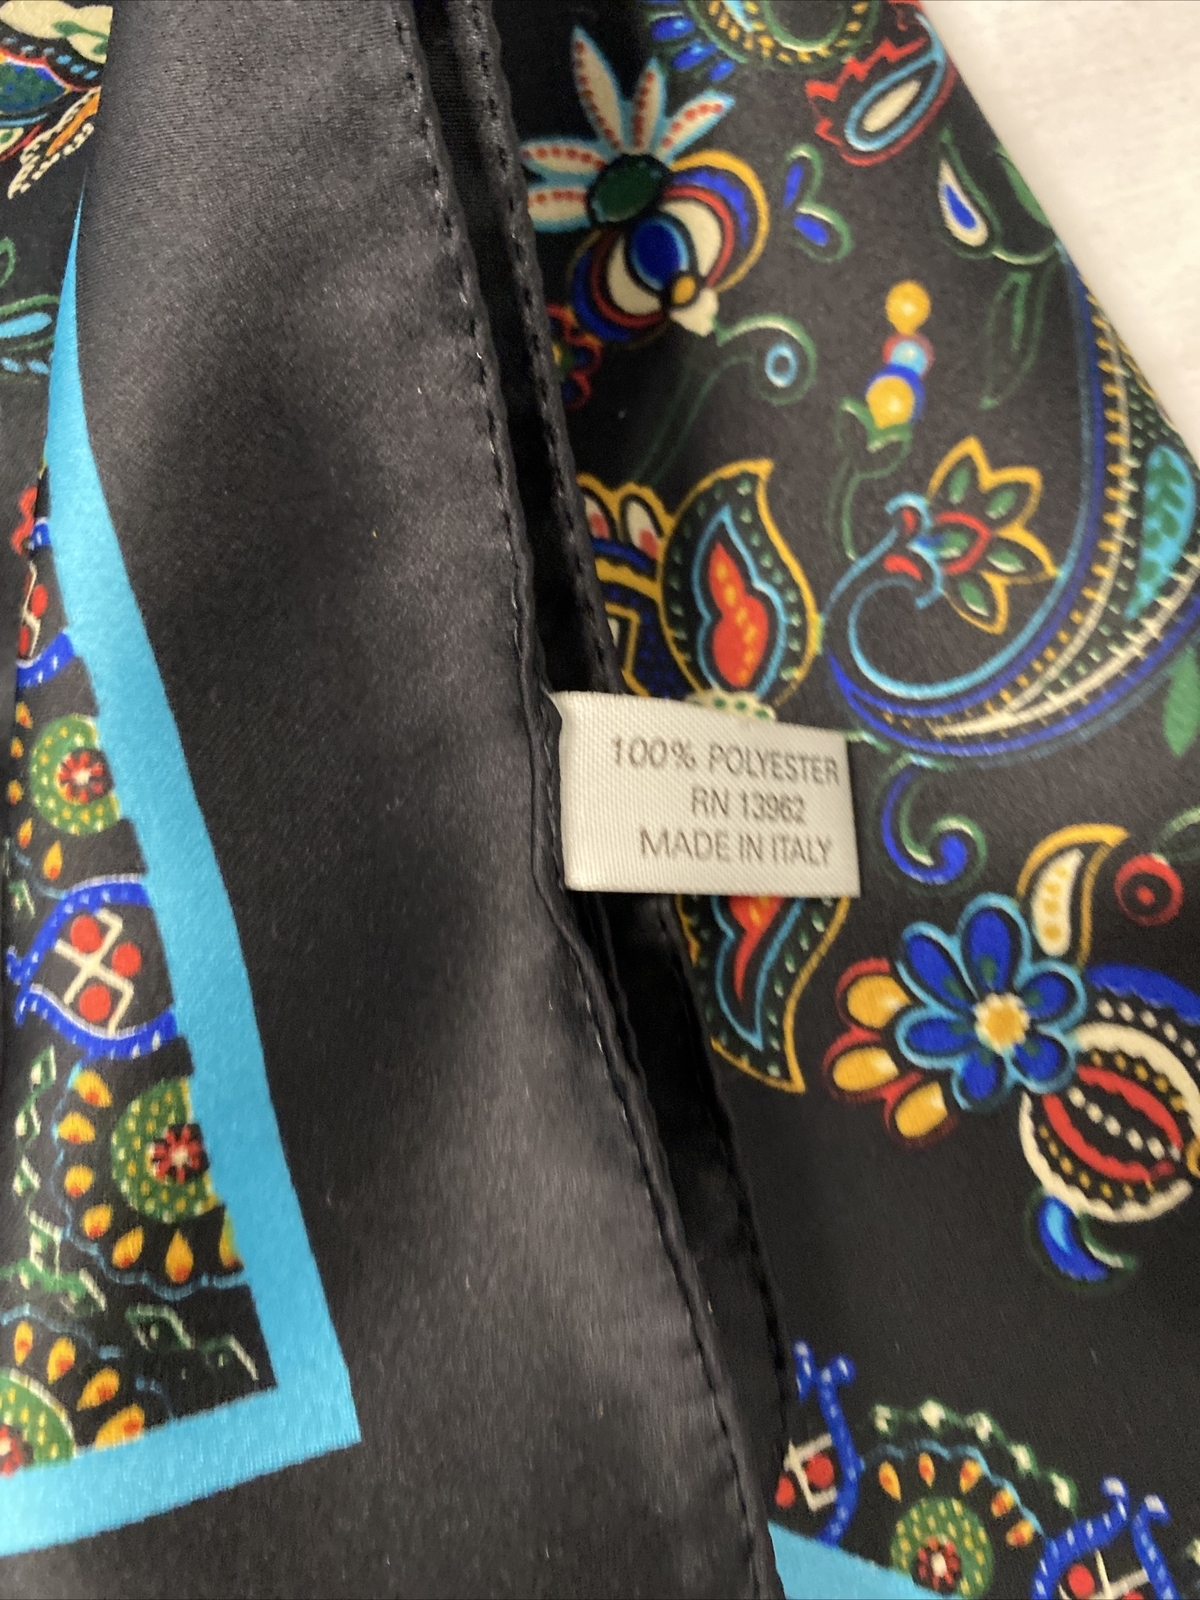 100% POLYESTER
RN 13962
MADE IN ITALY